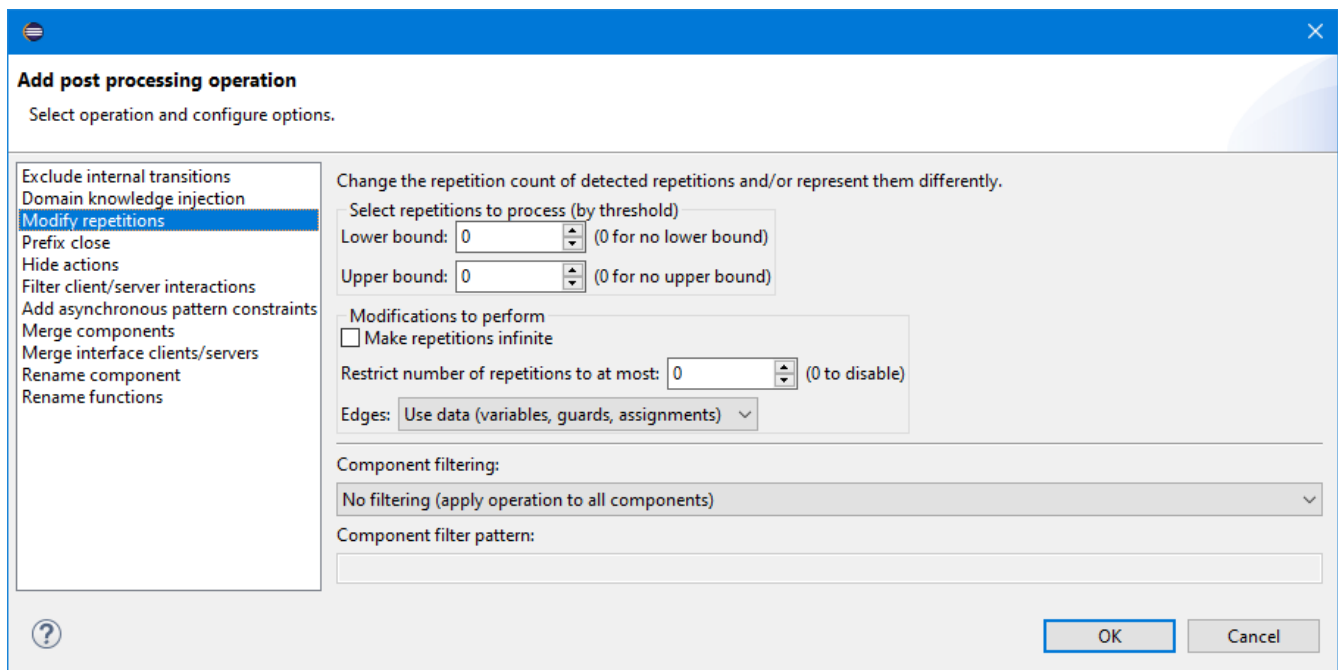 Add post processing operation
Select operation and configure options.
Exclude internal transitions
Domain knowledge injection
Modify repetitions
Prefix close
Hide actions
Filter client/server interactions
Add asynchronous pattern constraints
Merge components
Merge interface clients/servers
Rename component
Rename functions
Change the repetition count of detected repetitions and/or represent them differently.
Select repetitions to process (by threshold)
Lower bound: 0 (0 for no lower bound)
Upper bound: 0 (0 for no upper bound)
Modifications to perform
Make repetitions infinite
Restrict number of repetitions to at most: 0 (0 to disable)
Edges: Use data (variables, guards, assignments)
Component filtering:
No filtering (apply operation to all components)
Component filter pattern:
?
OK Cancel